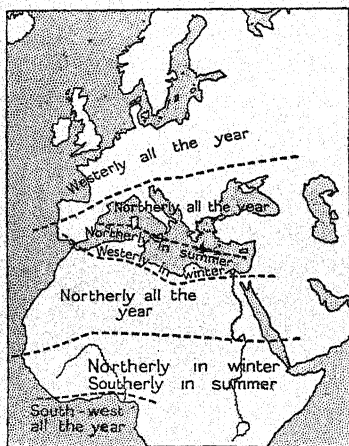 Westerly all the year
Northerly all the year
Northerly in summer
Westerly in winter
Northerly all the
year
Northerly in winter
Southerly in summer
South-west
all the year